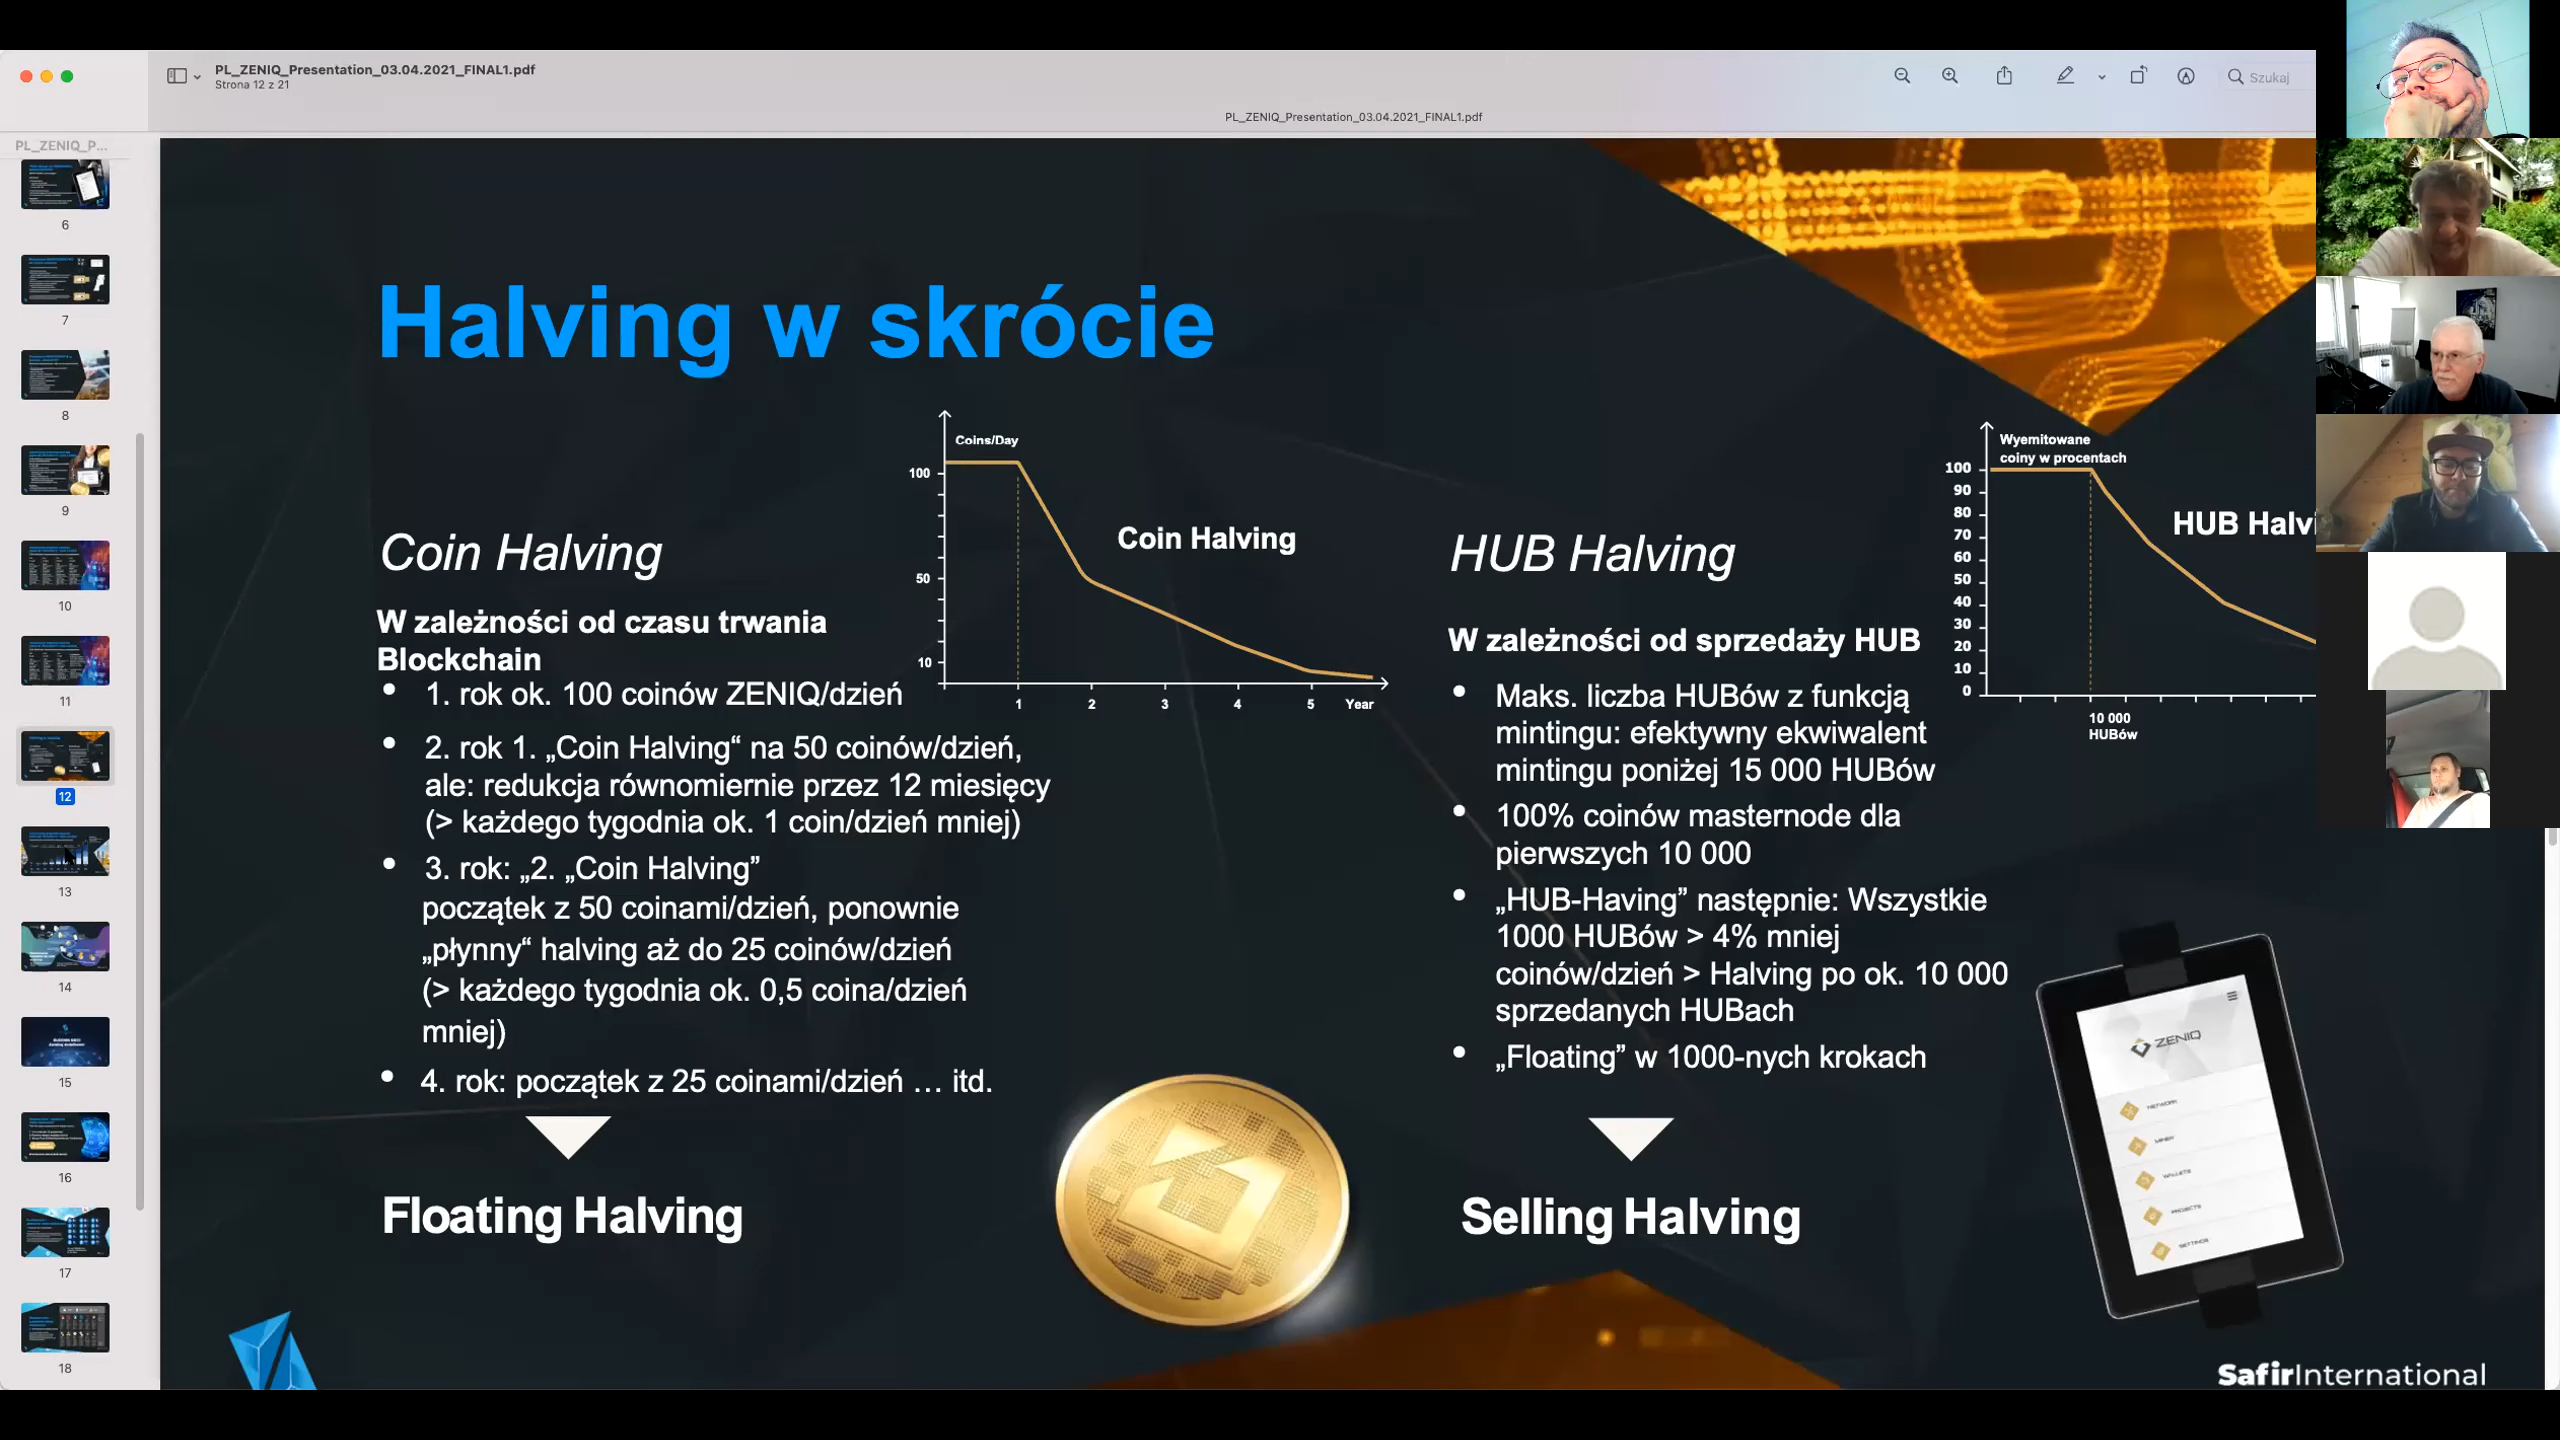 PL_ZENIQ_Presentation_03.04.2021_FINAL1.pdf
Strona 12 z 21
Szukaj
PL_ZENIQ_Presentation_03.04.2021_FINAL1.pdf
PL_ZENIQ_P...
6
7
8
9
10
11
12
13
14
15
16
17
18
Halving w skrócie
Coins/Day
100
50
10
1 2 3 4 5 Year
Coin Halving
Coin Halving
W zależności od czasu trwania
Blockchain
• 1. rok ok. 100 coinów ZENIQ/dzień
• 2. rok 1. „Coin Halving“ na 50 coinów/dzień,
ale: redukcja równomiernie przez 12 miesięcy
(> każdego tygodnia ok. 1 coin/dzień mniej)
• 3. rok: „2. „Coin Halving”
początek z 50 coinami/dzień, ponownie
„płynny“ halving aż do 25 coinów/dzień
(> każdego tygodnia ok. 0,5 coina/dzień
mniej)
• 4. rok: początek z 25 coinami/dzień … itd.
Floating Halving
Wyemitowane
coiny w procentach
100
90
80
70
60
50
40
30
20
10
0
10 000
HUBów
HUB Halvi
HUB Halving
W zależności od sprzedaży HUB
• Maks. liczba HUBów z funkcją
mintingu: efektywny ekwiwalent
mintingu poniżej 15 000 HUBów
• 100% coinów masternode dla
pierwszych 10 000
• „HUB-Having” następnie: Wszystkie
1000 HUBów > 4% mniej
coinów/dzień > Halving po ok. 10 000
sprzedanych HUBach
• „Floating” w 1000-nych krokach
Selling Halving
ZENIQ
NETWORK
MINER
WALLETS
PROJECTS
SETTINGS
SafirInternational